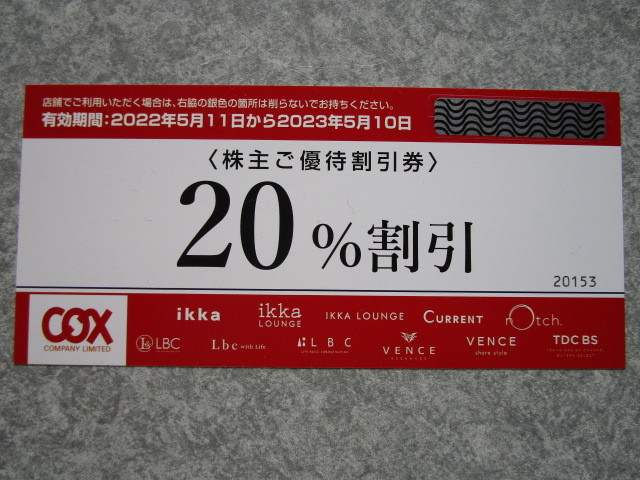 店舗でご利用いただく場合は、右脇の銀色の箇所は削らないでお持ちください。
有効期間：2022年5月11日から2023年5月10日
〈株主ご優待割引券〉
20%割引
20153
COX
COMPANY LIMITED
ikka
ikka LOUNGE
IKKA LOUNGE
CURRENT
notch.
LBC
Lbc with Life
LBC
VENCE
EXCHANGE
VENCE
share style
TDC BS